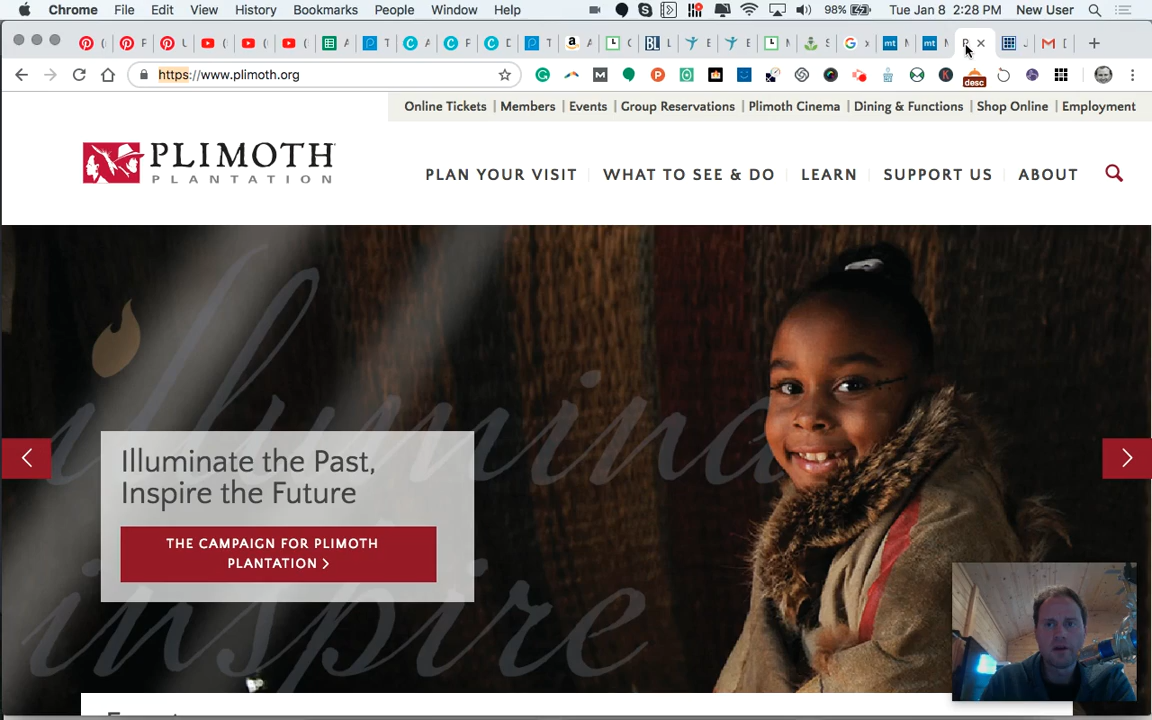 Chrome File Edit View History Bookmarks People Window Help 98% Tue Jan 8 2:28 PM New User
https://www.plimoth.org
desc
Online Tickets | Members | Events | Group Reservations | Plimoth Cinema | Dining & Functions | Shop Online | Employment
PLIMOTH
PLANTATION
PLAN YOUR VISIT WHAT TO SEE & DO LEARN SUPPORT US ABOUT
illumina
Illuminate the Past,
Inspire the Future
THE CAMPAIGN FOR PLIMOTH
PLANTATION >
inspire